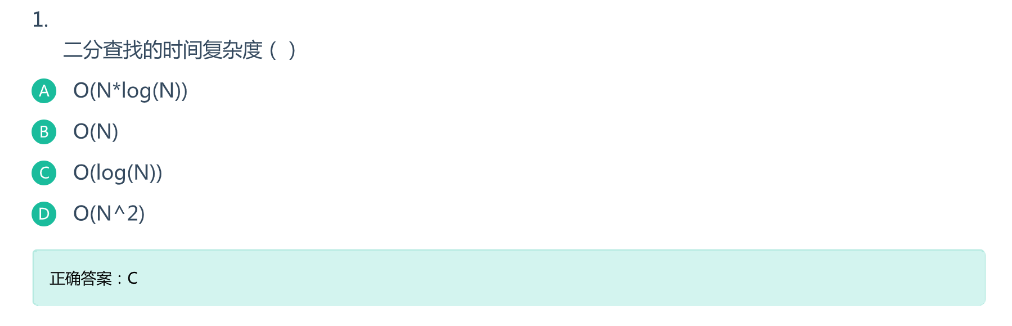 1.
二分查找的时间复杂度（ ）
A O(N*log(N))
B O(N)
C O(log(N))
D O(N^2)
正确答案：C